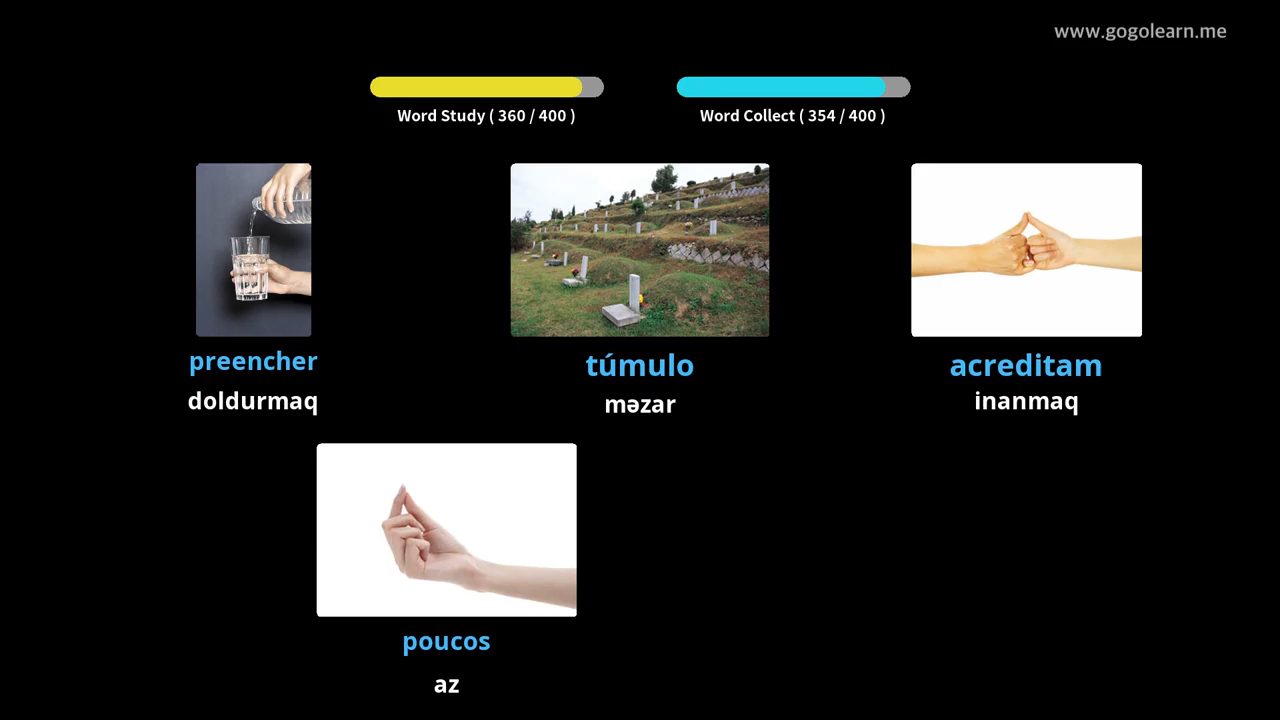 www.gogolearn.me
Word Study ( 360 / 400 )
Word Collect ( 354 / 400 )
preencher
doldurmaq
túmulo
məzar
acreditam
inanmaq
poucos
az